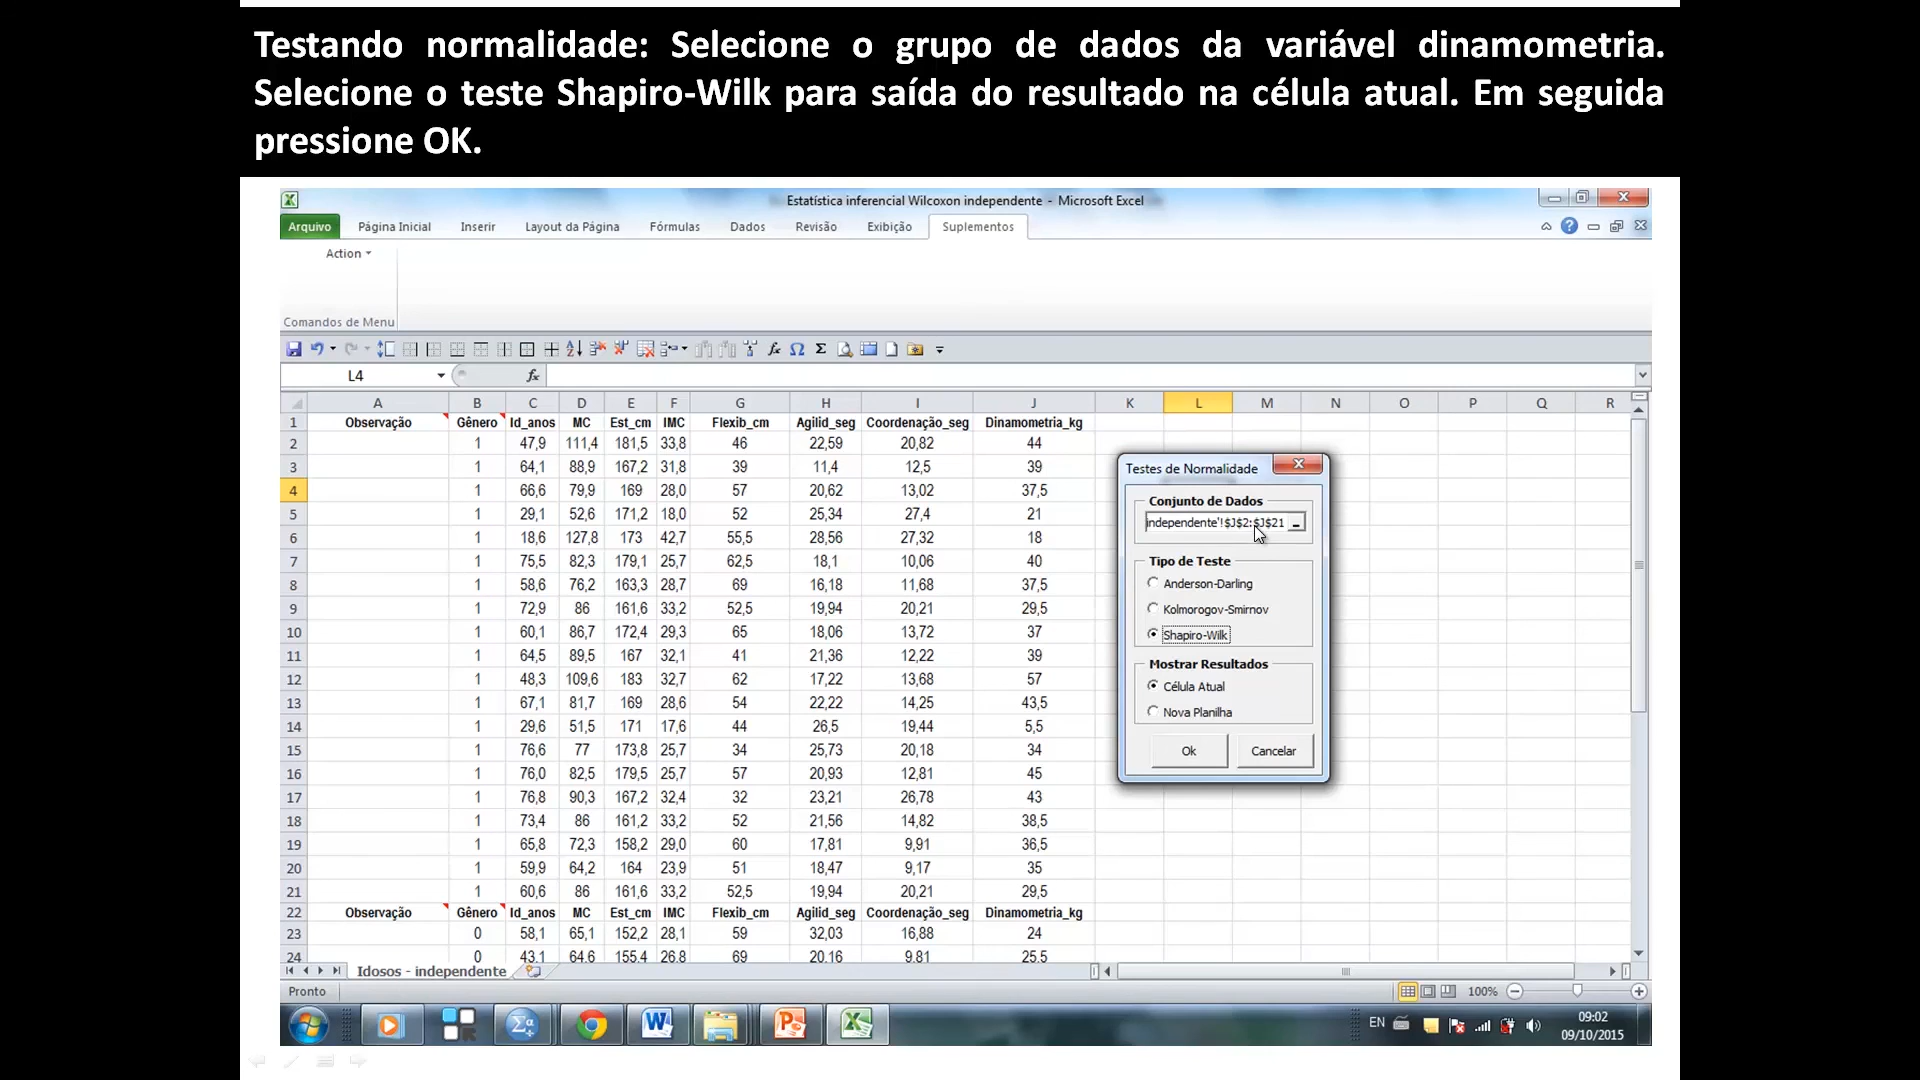 Testando normalidade: Selecione o grupo de dados da variável dinamometria.
Selecione o teste Shapiro-Wilk para saída do resultado na célula atual. Em seguida
pressione OK.
Estatística inferencial Wilcoxon independente - Microsoft Excel
Arquivo Página Inicial Inserir Layout da Página Fórmulas Dados Revisão Exibição Suplementos
Action
Comandos de Menu
L4 fx
A B C D E F G H I J K L M N O P Q R
1 Observação Gênero Id_anos MC Est_cm IMC Flexib_cm Agilid_seg Coordenação_seg Dinamometria_kg
2 1 47,9 111,4 181,5 33,8 46 22,59 20,82 44
3 1 64,1 88,9 167,2 31,8 39 11,4 12,5 39
4 1 66,6 79,9 169 28,0 57 20,62 13,02 37,5
5 1 29,1 52,6 171,2 18,0 52 25,34 27,4 21
6 1 18,6 127,8 173 42,7 55,5 28,56 27,32 18
7 1 75,5 82,3 179,1 25,7 62,5 18,1 10,06 40
8 1 58,6 76,2 163,3 28,7 69 16,18 11,68 37,5
9 1 72,9 86 161,6 33,2 52,5 19,94 20,21 29,5
10 1 60,1 86,7 172,4 29,3 65 18,06 13,72 37
11 1 64,5 89,5 167 32,1 41 21,36 12,22 39
12 1 48,3 109,6 183 32,7 62 17,22 13,68 57
13 1 67,1 81,7 169 28,6 54 22,22 14,25 43,5
14 1 29,6 51,5 171 17,6 44 26,5 19,44 5,5
15 1 76,6 77 173,8 25,7 34 25,73 20,18 34
16 1 76,0 82,5 179,5 25,7 57 20,93 12,81 45
17 1 76,8 90,3 167,2 32,4 32 23,21 26,78 43
18 1 73,4 86 161,2 33,2 52 21,56 14,82 38,5
19 1 65,8 72,3 158,2 29,0 60 17,81 9,91 36,5
20 1 59,9 64,2 164 23,9 51 18,47 9,17 35
21 1 60,6 86 161,6 33,2 52,5 19,94 20,21 29,5
22 Observação Gênero Id_anos MC Est_cm IMC Flexib_cm Agilid_seg Coordenação_seg Dinamometria_kg
23 0 58,1 65,1 152,2 28,1 59 32,03 16,88 24
24 0 43,1 64,6 155,4 26,8 69 20,16 9,81 25,5
Testes de Normalidade
Conjunto de Dados
independente'!$J$2:$J$21
Tipo de Teste
Anderson-Darling
Kolmorogov-Smirnov
Shapiro-Wilk
Mostrar Resultados
Célula Atual
Nova Planilha
Ok Cancelar
Idosos - independente
Pronto 100%
EN 09:02
09/10/2015